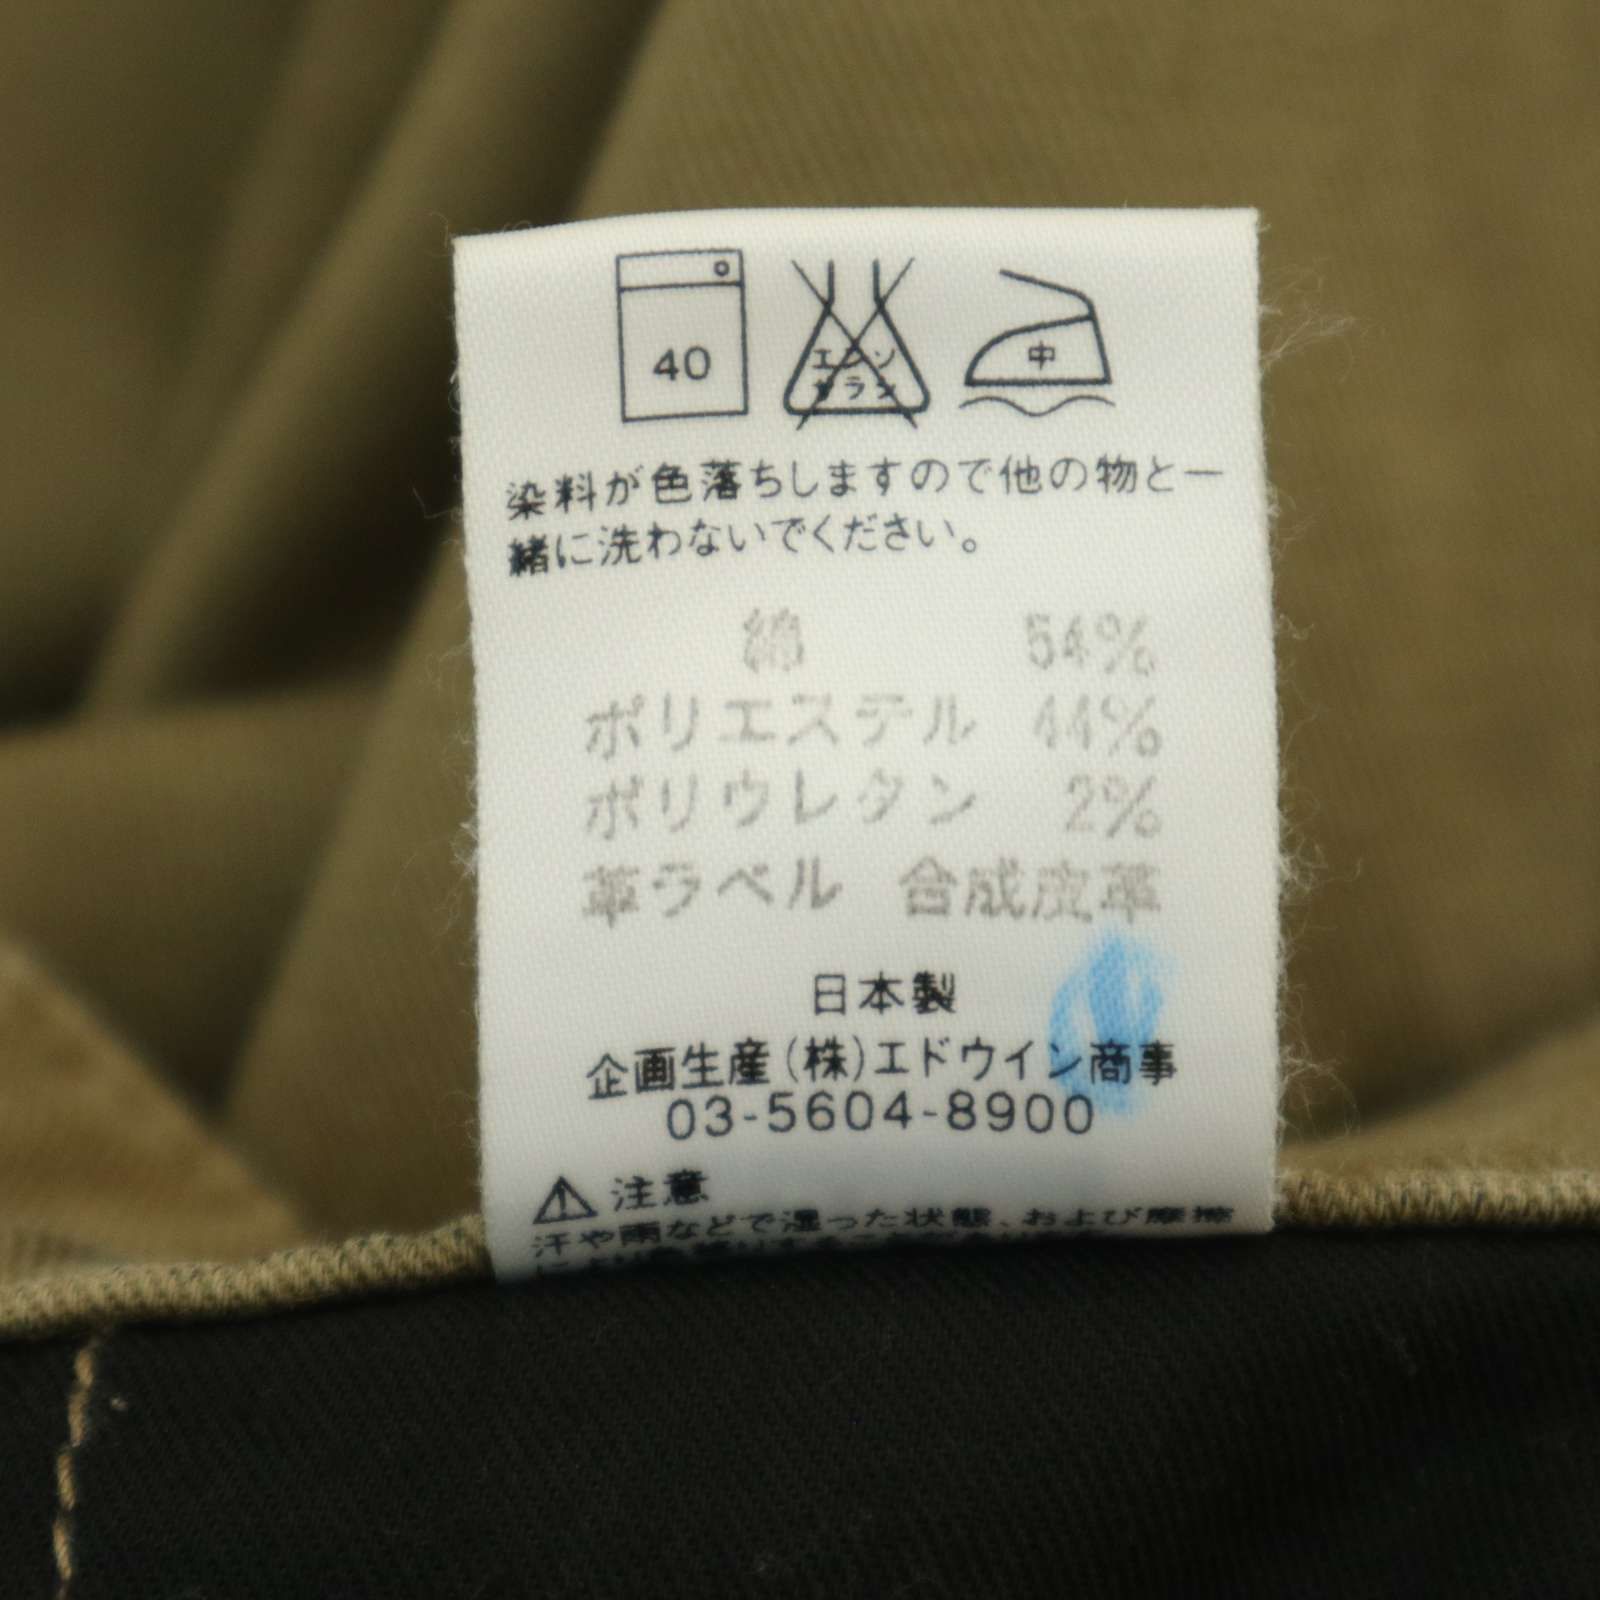 40
エンソ
サラシ
中
染料が色落ちしますので他の物と一
緒に洗わないでください。
綿 54%
ポリエステル 44%
ポリウレタン 2%
革ラベル 合成皮革
日本製
企画生産(株)エドウイン商事
03-5604-8900
注意
汗や雨などで湿った状態、および摩擦